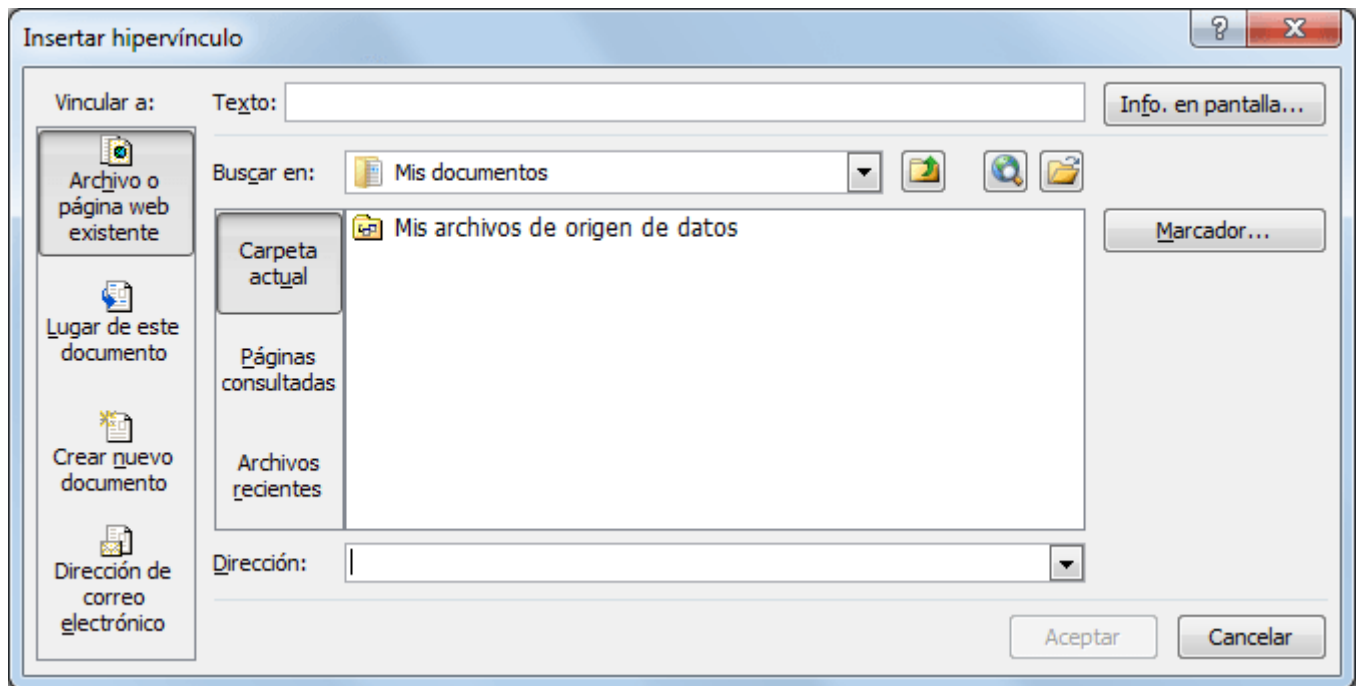 Insertar hipervínculo
Vincular a:
Archivo o
página web
existente
Lugar de este
documento
Crear nuevo
documento
Dirección de
correo
electrónico
Texto:
Info. en pantalla...
Buscar en:
Mis documentos
Carpeta
actual
Páginas
consultadas
Archivos
recientes
Mis archivos de origen de datos
Marcador...
Dirección:
Aceptar
Cancelar